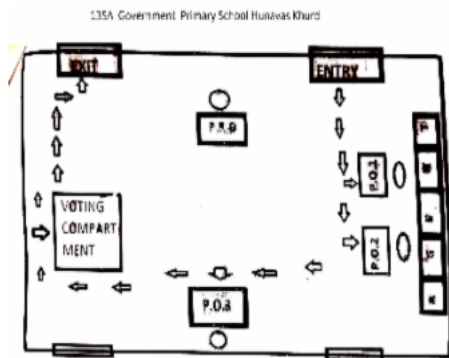 135A Government Primary School Hunavas Khurd
EXIT
ENTRY
P.R.O
P.O.1
VOTING
COMPART
MENT
P.O.2
P.O.3